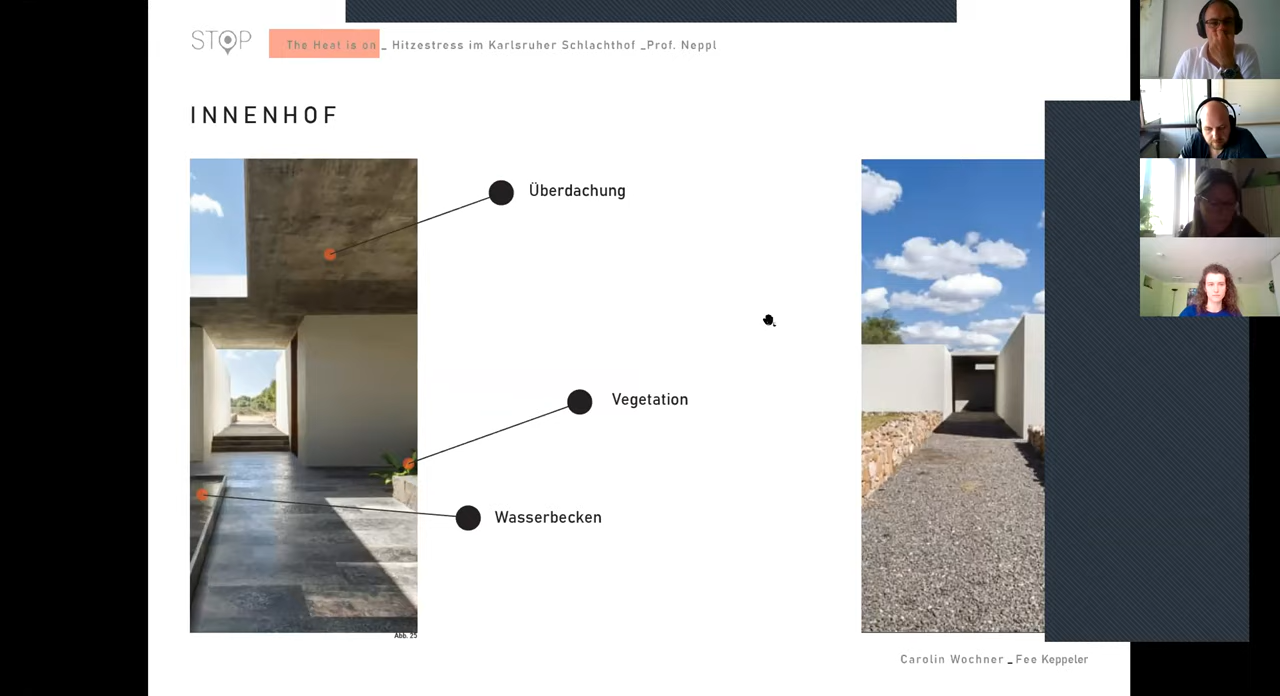 STOP
The Heat is on _ Hitzestress im Karlsruher Schlachthof _Prof. Neppl
INNENHOF
Überdachung
Vegetation
Wasserbecken
Abb. 25
Carolin Wochner _ Fee Keppeler